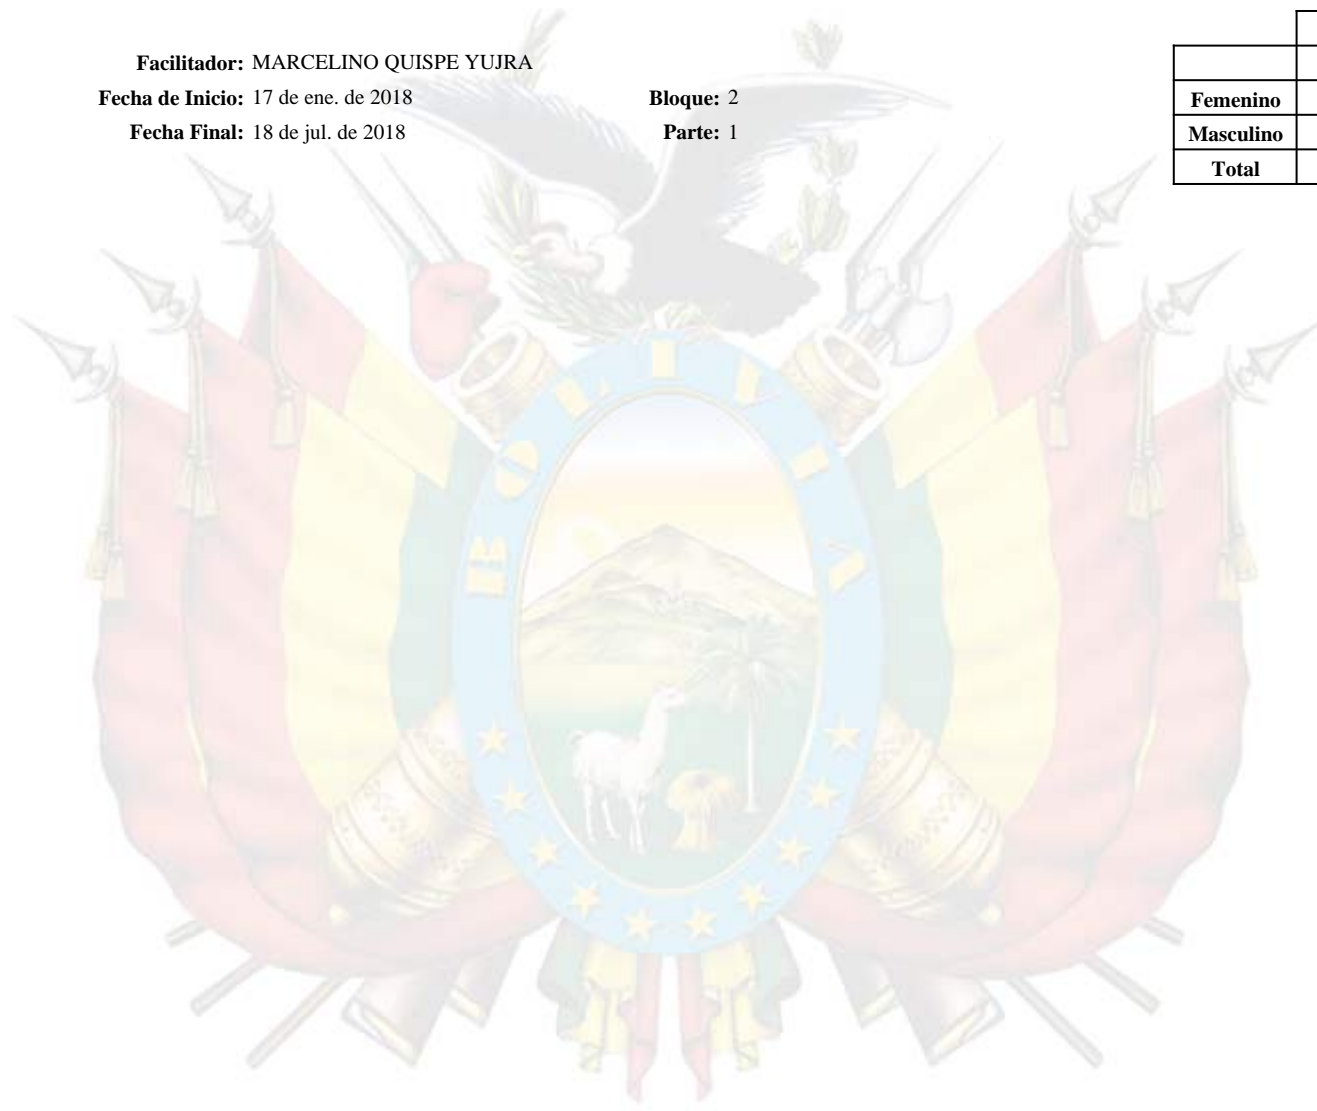 Facilitador: MARCELINO QUISPE YUJRA
Fecha de Inicio: 17 de ene. de 2018 Bloque: 2
Fecha Final: 18 de jul. de 2018 Parte: 1
Femenino
Masculino
Total
BOLIVIA